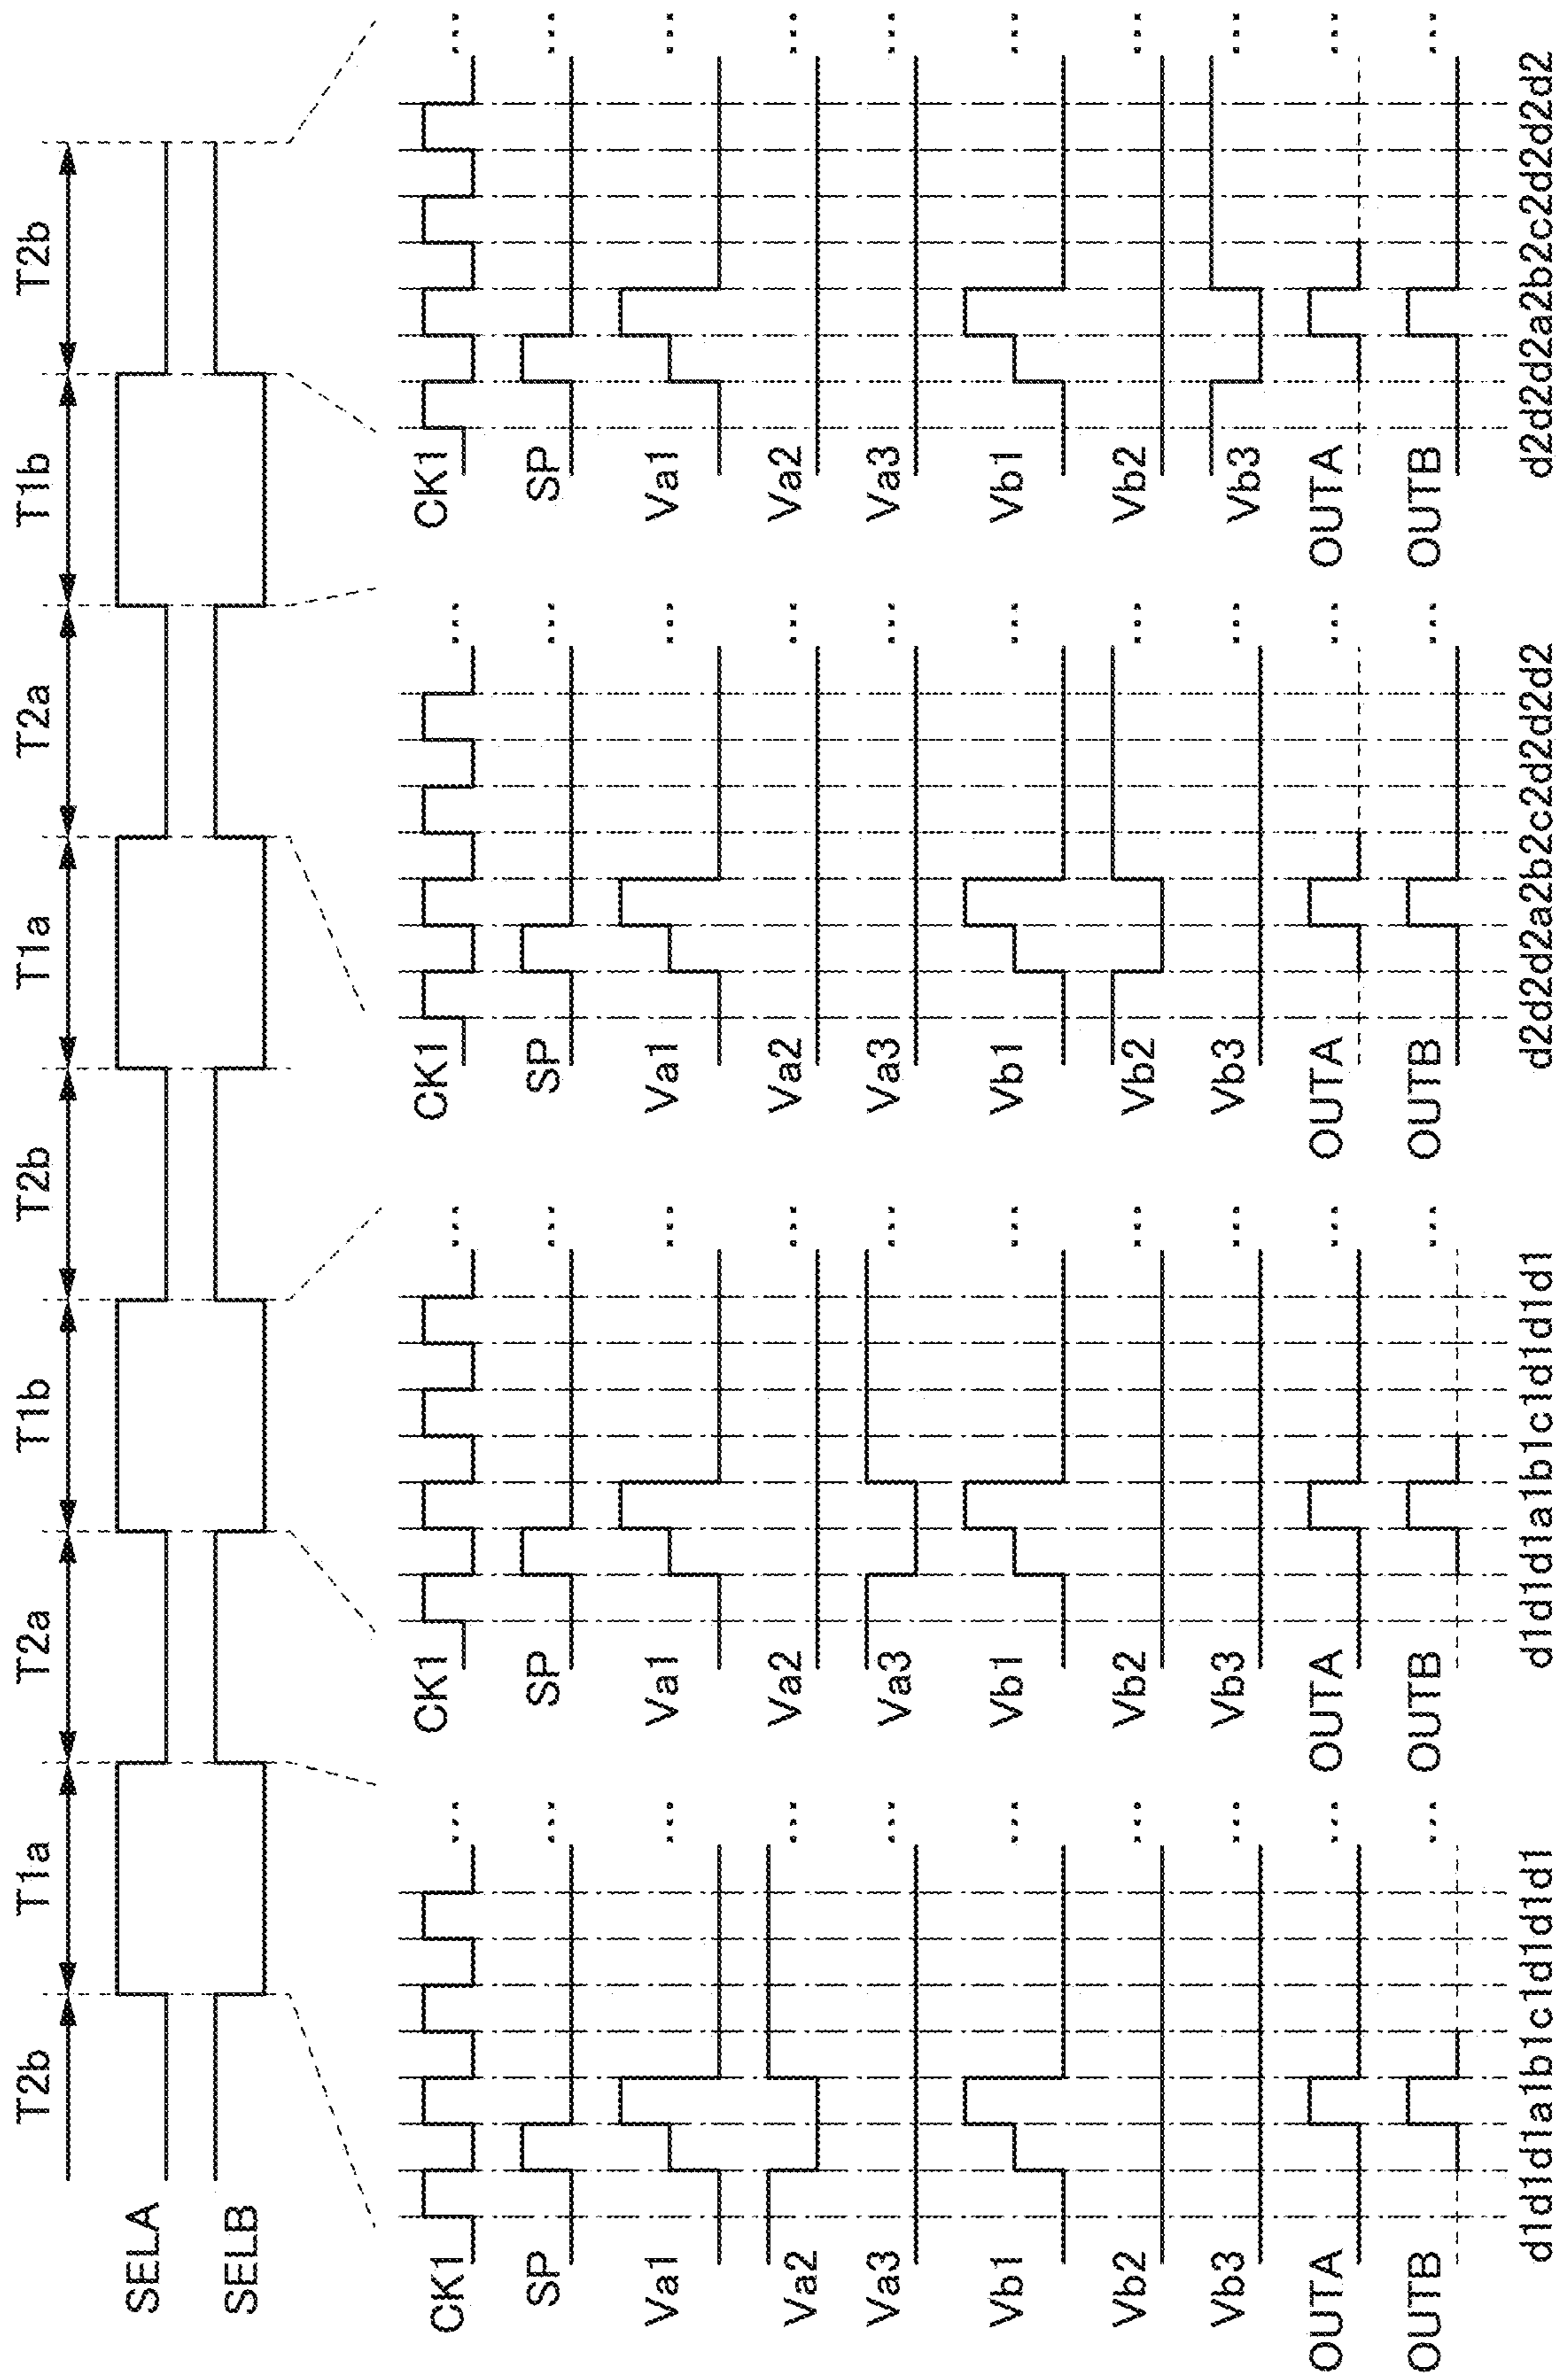 T2b T1a T2a T1b T2b T1a T2a T1b T2b
SELA
SELB
CK1 ...
SP ...
Va1 ...
Va2 ...
Va3 ...
Vb1 ...
Vb2 ...
Vb3 ...
OUTA ...
OUTB ...
d1d1d1a1b1c1d1d1d1
CK1 ...
SP ...
Va1 ...
Va2 ...
Va3 ...
Vb1 ...
Vb2 ...
Vb3 ...
OUTA ...
OUTB ...
d1d1d1a1b1c1d1d1d1
CK1 ...
SP ...
Va1 ...
Va2 ...
Va3 ...
Vb1 ...
Vb2 ...
Vb3 ...
OUTA ...
OUTB ...
d2d2d2a2b2c2d2d2d2
CK1 ...
SP ...
Va1 ...
Va2 ...
Va3 ...
Vb1 ...
Vb2 ...
Vb3 ...
OUTA ...
OUTB ...
d2d2d2a2b2c2d2d2d2